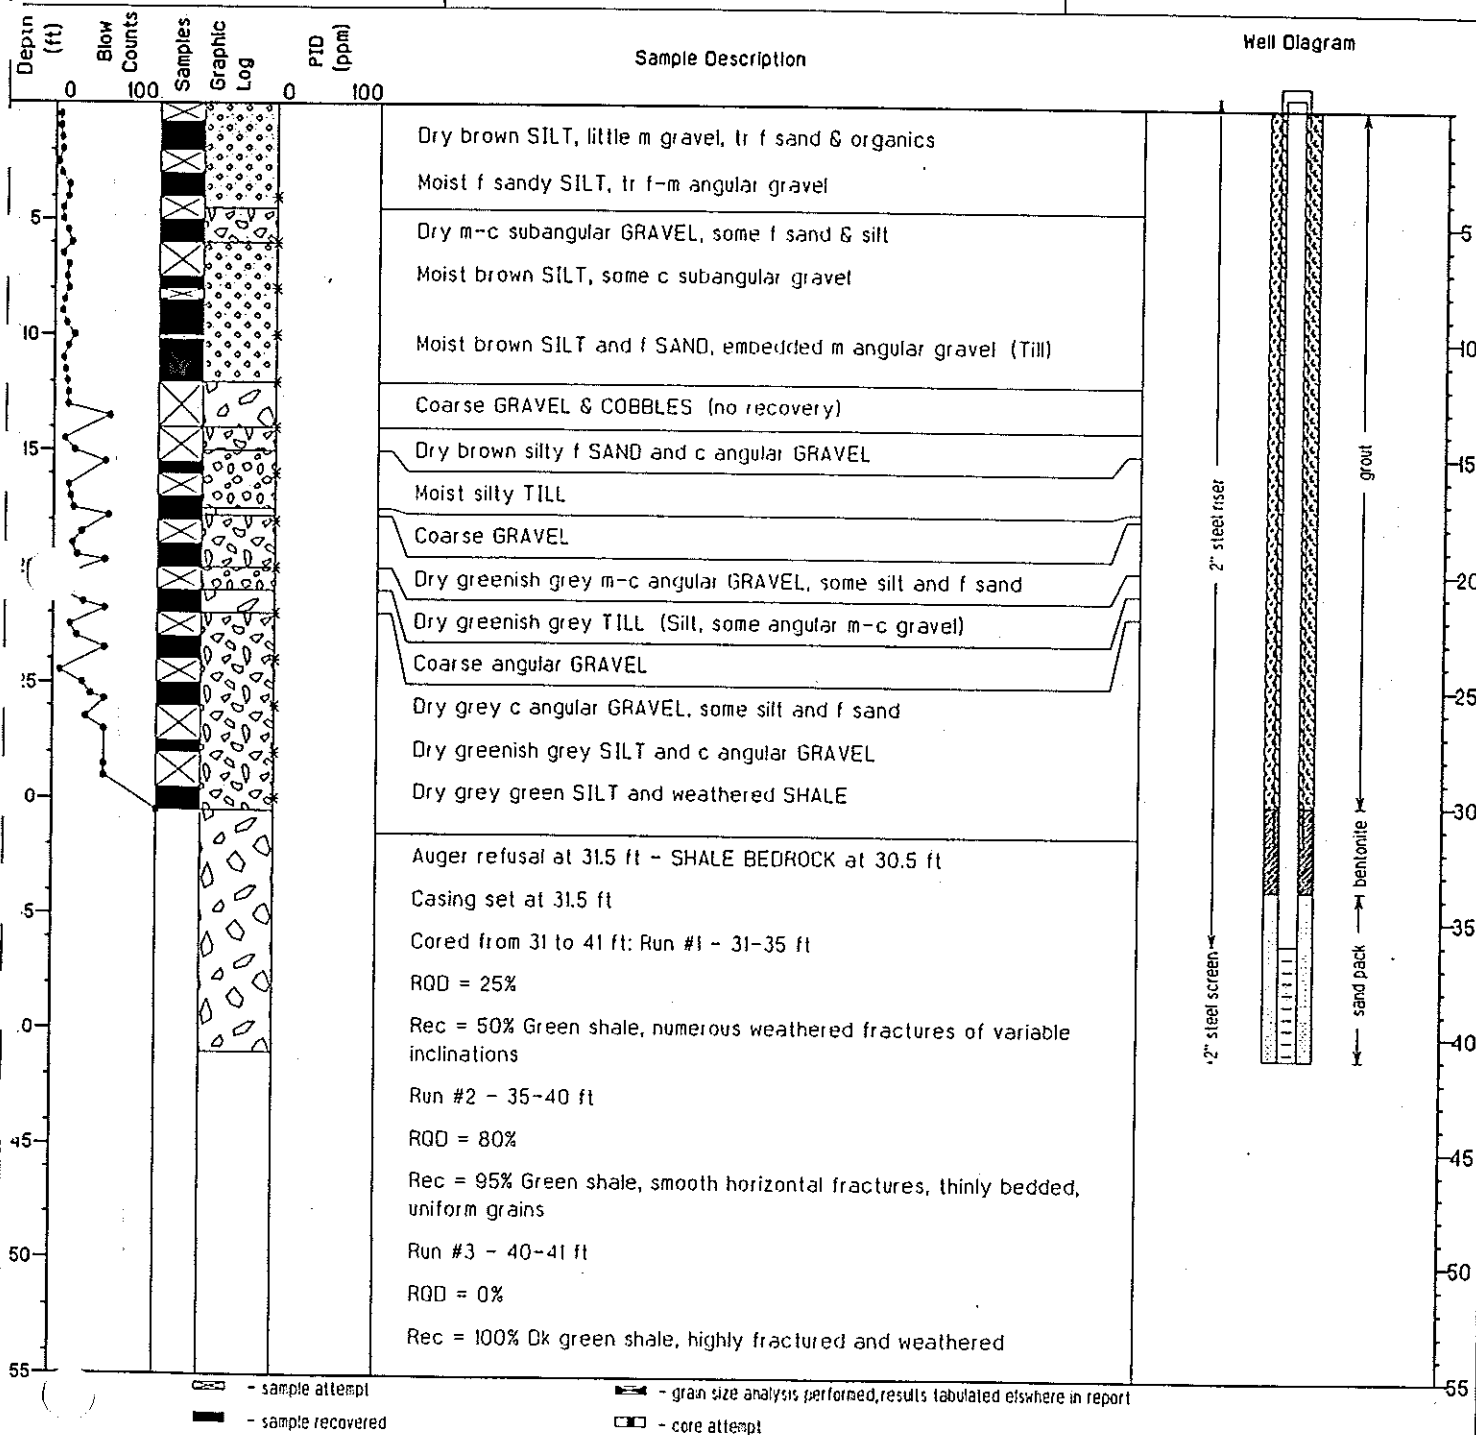 Depth (ft)
Blow Counts
Samples
Graphic Log
PID (ppm)
Sample Description
Well Diagram
0 100
0 100
Dry brown SILT, little m gravel, tr f sand & organics
Moist f sandy SILT, tr f-m angular gravel
Dry m-c subangular GRAVEL, some f sand & silt
Moist brown SILT, some c subangular gravel
Moist brown SILT and f SAND, embedded m angular gravel (Till)
Coarse GRAVEL & COBBLES (no recovery)
Dry brown silty f SAND and c angular GRAVEL
Moist silty TILL
Coarse GRAVEL
Dry greenish grey m-c angular GRAVEL, some silt and f sand
Dry greenish grey TILL (Silt, some angular m-c gravel)
Coarse angular GRAVEL
Dry grey c angular GRAVEL, some silt and f sand
Dry greenish grey SILT and c angular GRAVEL
Dry grey green SILT and weathered SHALE
Auger refusal at 31.5 ft - SHALE BEDROCK at 30.5 ft
Casing set at 31.5 ft
Cored from 31 to 41 ft: Run #1 - 31-35 ft
RQD = 25%
Rec = 50% Green shale, numerous weathered fractures of variable
inclinations
Run #2 - 35-40 ft
RQD = 80%
Rec = 95% Green shale, smooth horizontal fractures, thinly bedded,
uniform grains
Run #3 - 40-41 ft
RQD = 0%
Rec = 100% Dk green shale, highly fractured and weathered
5
10
15
25
0
5
0
45
50
55
2" steel riser
2" steel screen
grout
bentonite
sand pack
5
10
15
20
25
30
35
40
45
50
55
- sample attempt
- grain size analysis performed, results tabulated elswhere in report
- sample recovered
- core attempt